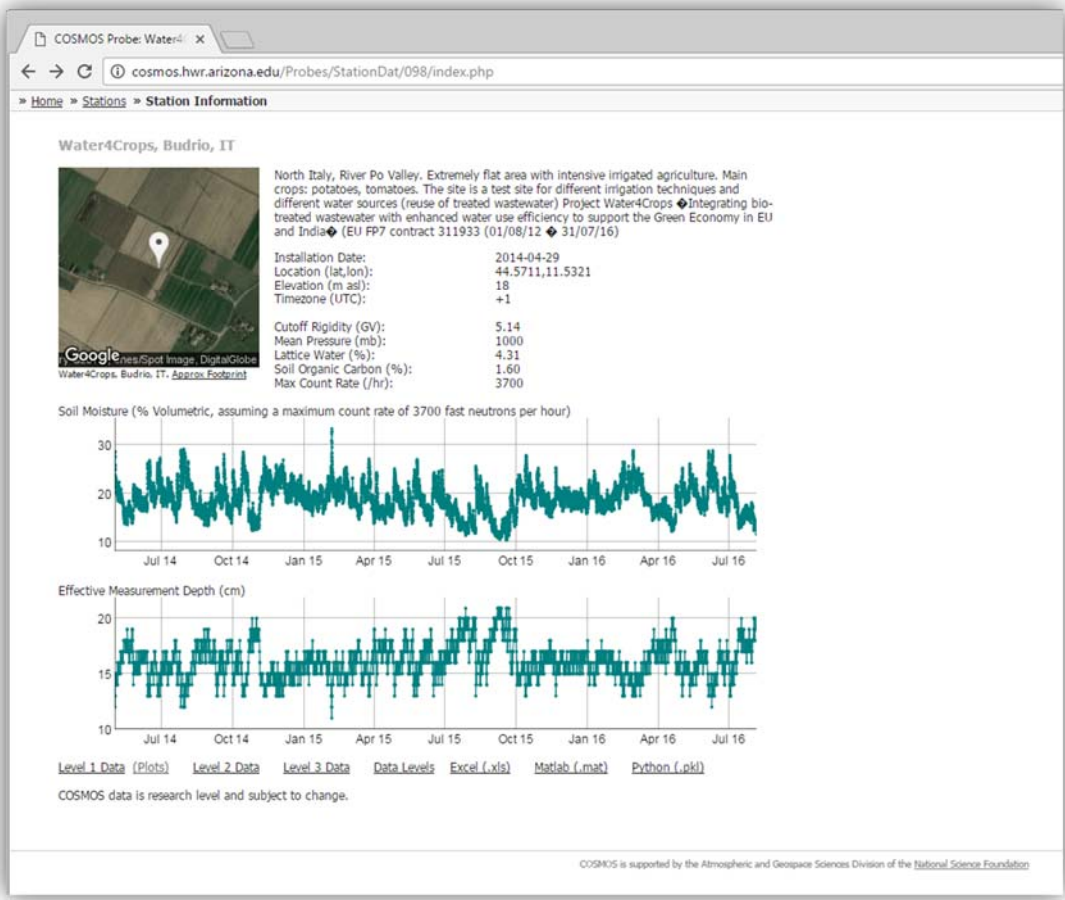 COSMOS Probe: Water4
cosmos.hwr.arizona.edu/Probes/StationDat/098/index.php
» Home » Stations » Station Information
Water4Crops, Budrio, IT
North Italy, River Po Valley. Extremely flat area with intensive irrigated agriculture. Main
crops: potatoes, tomatoes. The site is a test site for different irrigation techniques and
different water sources (reuse of treated wastewater) Project Water4Crops �Integrating bio-
treated wastewater with enhanced water use efficiency to support the Green Economy in EU
and India� (EU FP7 contract 311933 (01/08/12 � 31/07/16)
Installation Date: 2014-04-29
Location (lat,lon): 44.5711,11.5321
Elevation (m asl): 18
Timezone (UTC): +1
Cutoff Rigidity (GV): 5.14
Mean Pressure (mb): 1000
Lattice Water (%): 4.31
Soil Organic Carbon (%): 1.60
Max Count Rate (/hr): 3700
Google
nes/Spot Image, DigitalGlobe
Water4Crops, Budrio, IT. Approx Footprint
Soil Moisture (% Volumetric, assuming a maximum count rate of 3700 fast neutrons per hour)
30
20
10
Jul 14 Oct 14 Jan 15 Apr 15 Jul 15 Oct 15 Jan 16 Apr 16 Jul 16
Effective Measurement Depth (cm)
20
15
10
Jul 14 Oct 14 Jan 15 Apr 15 Jul 15 Oct 15 Jan 16 Apr 16 Jul 16
Level 1 Data (Plots) Level 2 Data Level 3 Data Data Levels Excel (.xls) Matlab (.mat) Python (.pkl)
COSMOS data is research level and subject to change.
COSMOS is supported by the Atmospheric and Geospace Sciences Division of the National Science Foundation